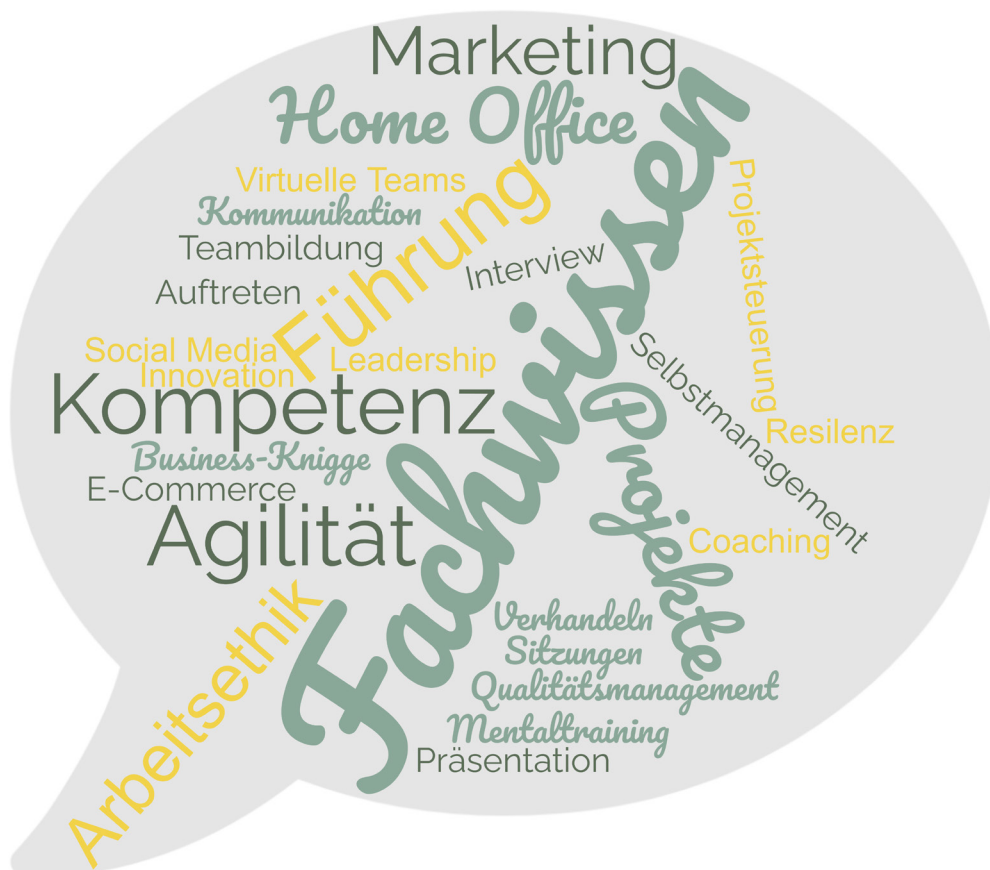 Marketing
Home Office
Virtuelle Teams
Kommunikation
Teambildung
Auftreten
Führung
Interview
Fachwissen
Projektsteuerung
Social Media
Innovation
Leadership
Kompetenz
Selbstmanagement
Resilenz
Business-Knigge
E-Commerce
Agilität
Projekte
Coaching
Arbeitsethik
Verhandeln
Sitzungen
Qualitätsmanagement
Mentaltraining
Präsentation